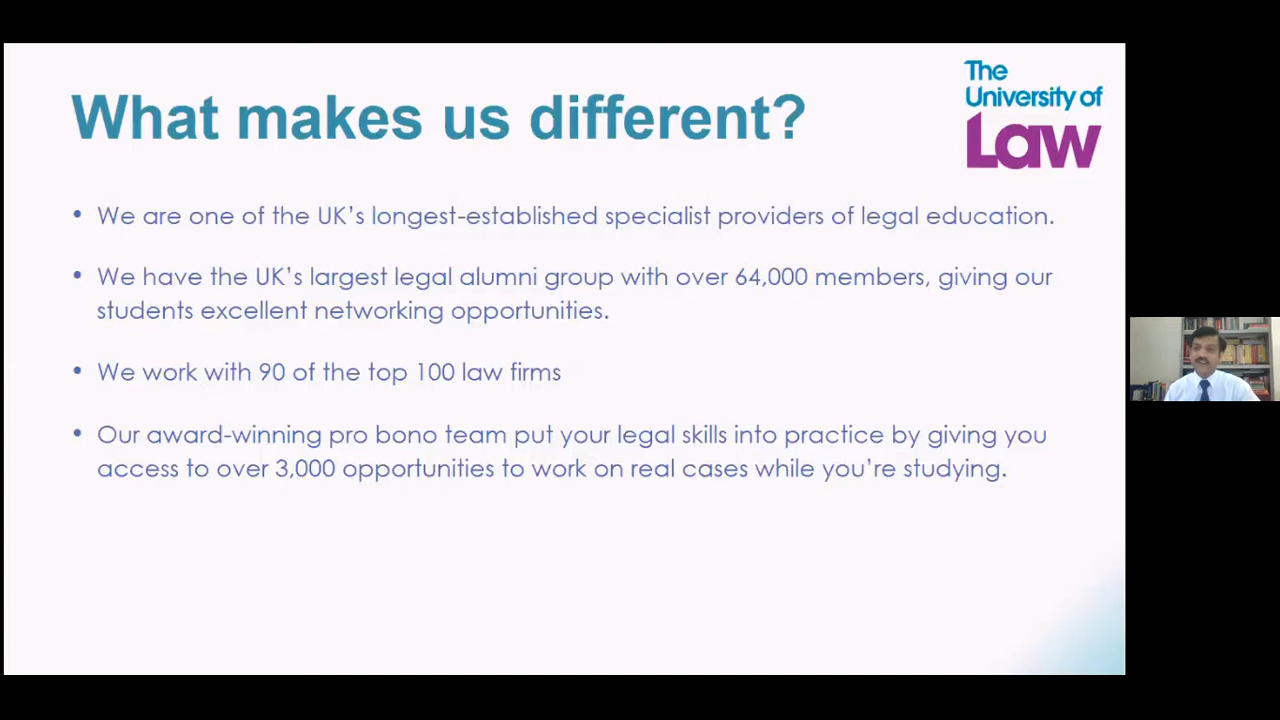 What makes us different?
The
University of
Law
• We are one of the UK's longest-established specialist providers of legal education.
• We have the UK's largest legal alumni group with over 64,000 members, giving our
students excellent networking opportunities.
• We work with 90 of the top 100 law firms
• Our award-winning pro bono team put your legal skills into practice by giving you
access to over 3,000 opportunities to work on real cases while you're studying.